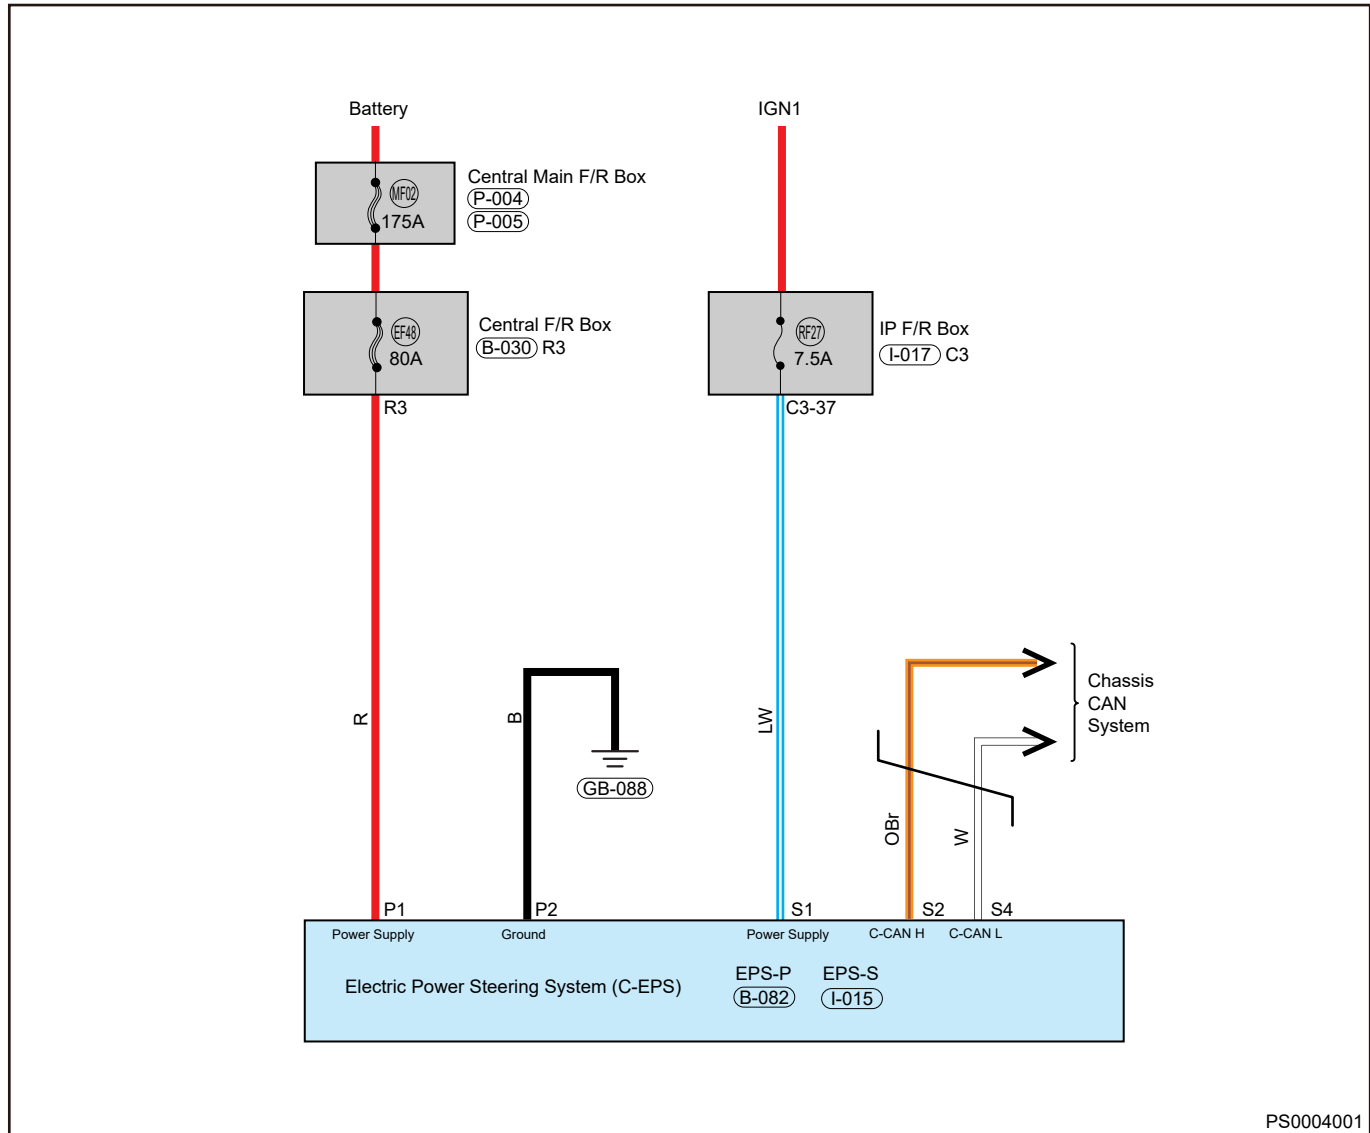 Battery
IGN1
MF02
175A
Central Main F/R Box
P-004
P-005
EF48
80A
Central F/R Box
B-030 R3
RF27
7.5A
IP F/R Box
I-017 C3
R3
C3-37
R
B
GB-088
LW
OBr
W
Chassis
CAN
System
P1
P2
S1
S2
S4
Power Supply
Ground
Power Supply
C-CAN H
C-CAN L
Electric Power Steering System (C-EPS)
EPS-P
B-082
EPS-S
I-015
PS0004001